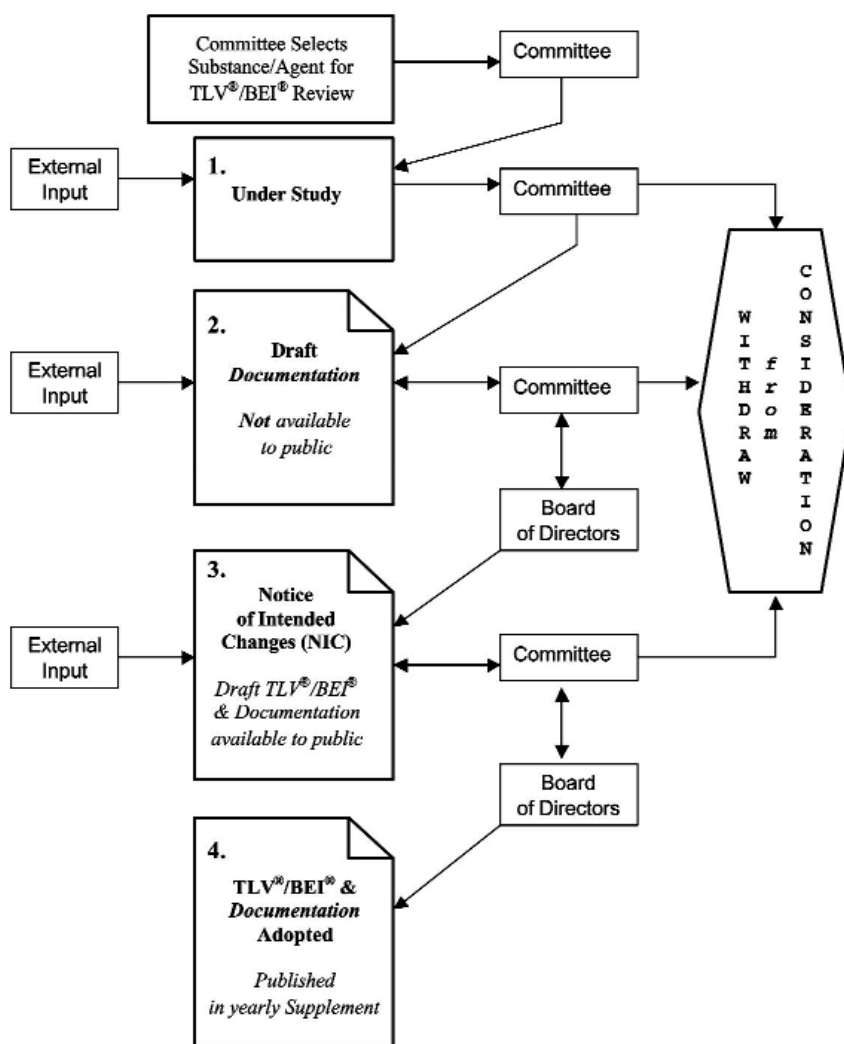 Committee Selects
Substance/Agent for
TLV®/BEI® Review
Committee
External
Input
1.
Under Study
Committee
2.
Draft
Documentation
Not available
to public
External
Input
Committee
Board
of Directors
WITHDRAW
from
CONSIDERATION
3.
Notice
of Intended
Changes (NIC)
Draft TLV®/BEI®
& Documentation
available to public
External
Input
Committee
Board
of Directors
4.
TLV®/BEI® &
Documentation
Adopted
Published
in yearly Supplement